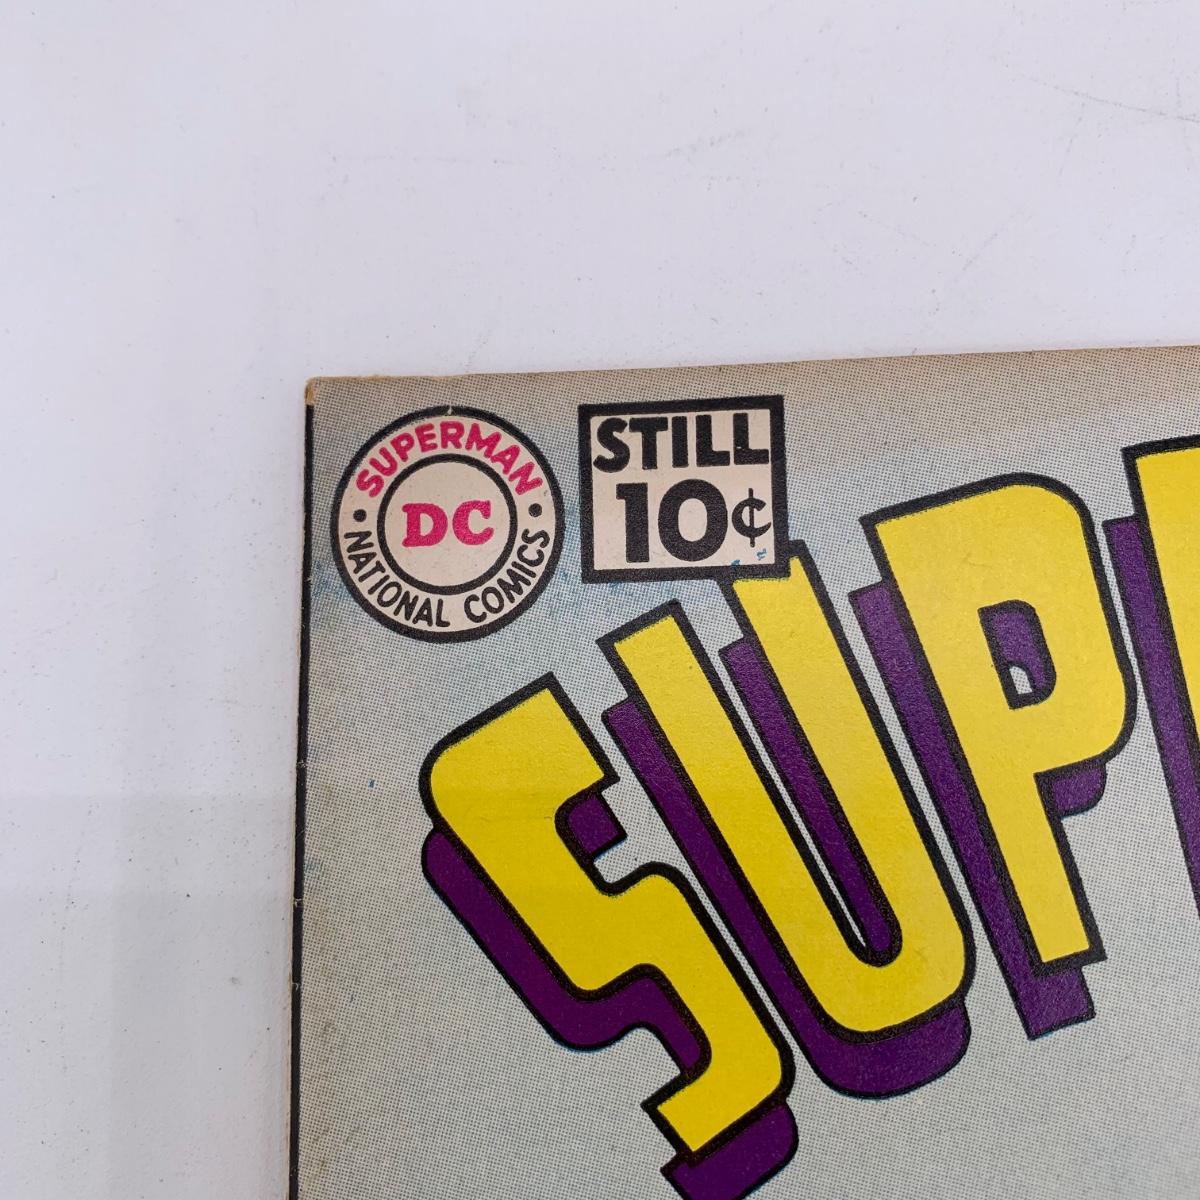 SUPERMAN
DC
NATIONAL COMICS
STILL
10¢
SUP